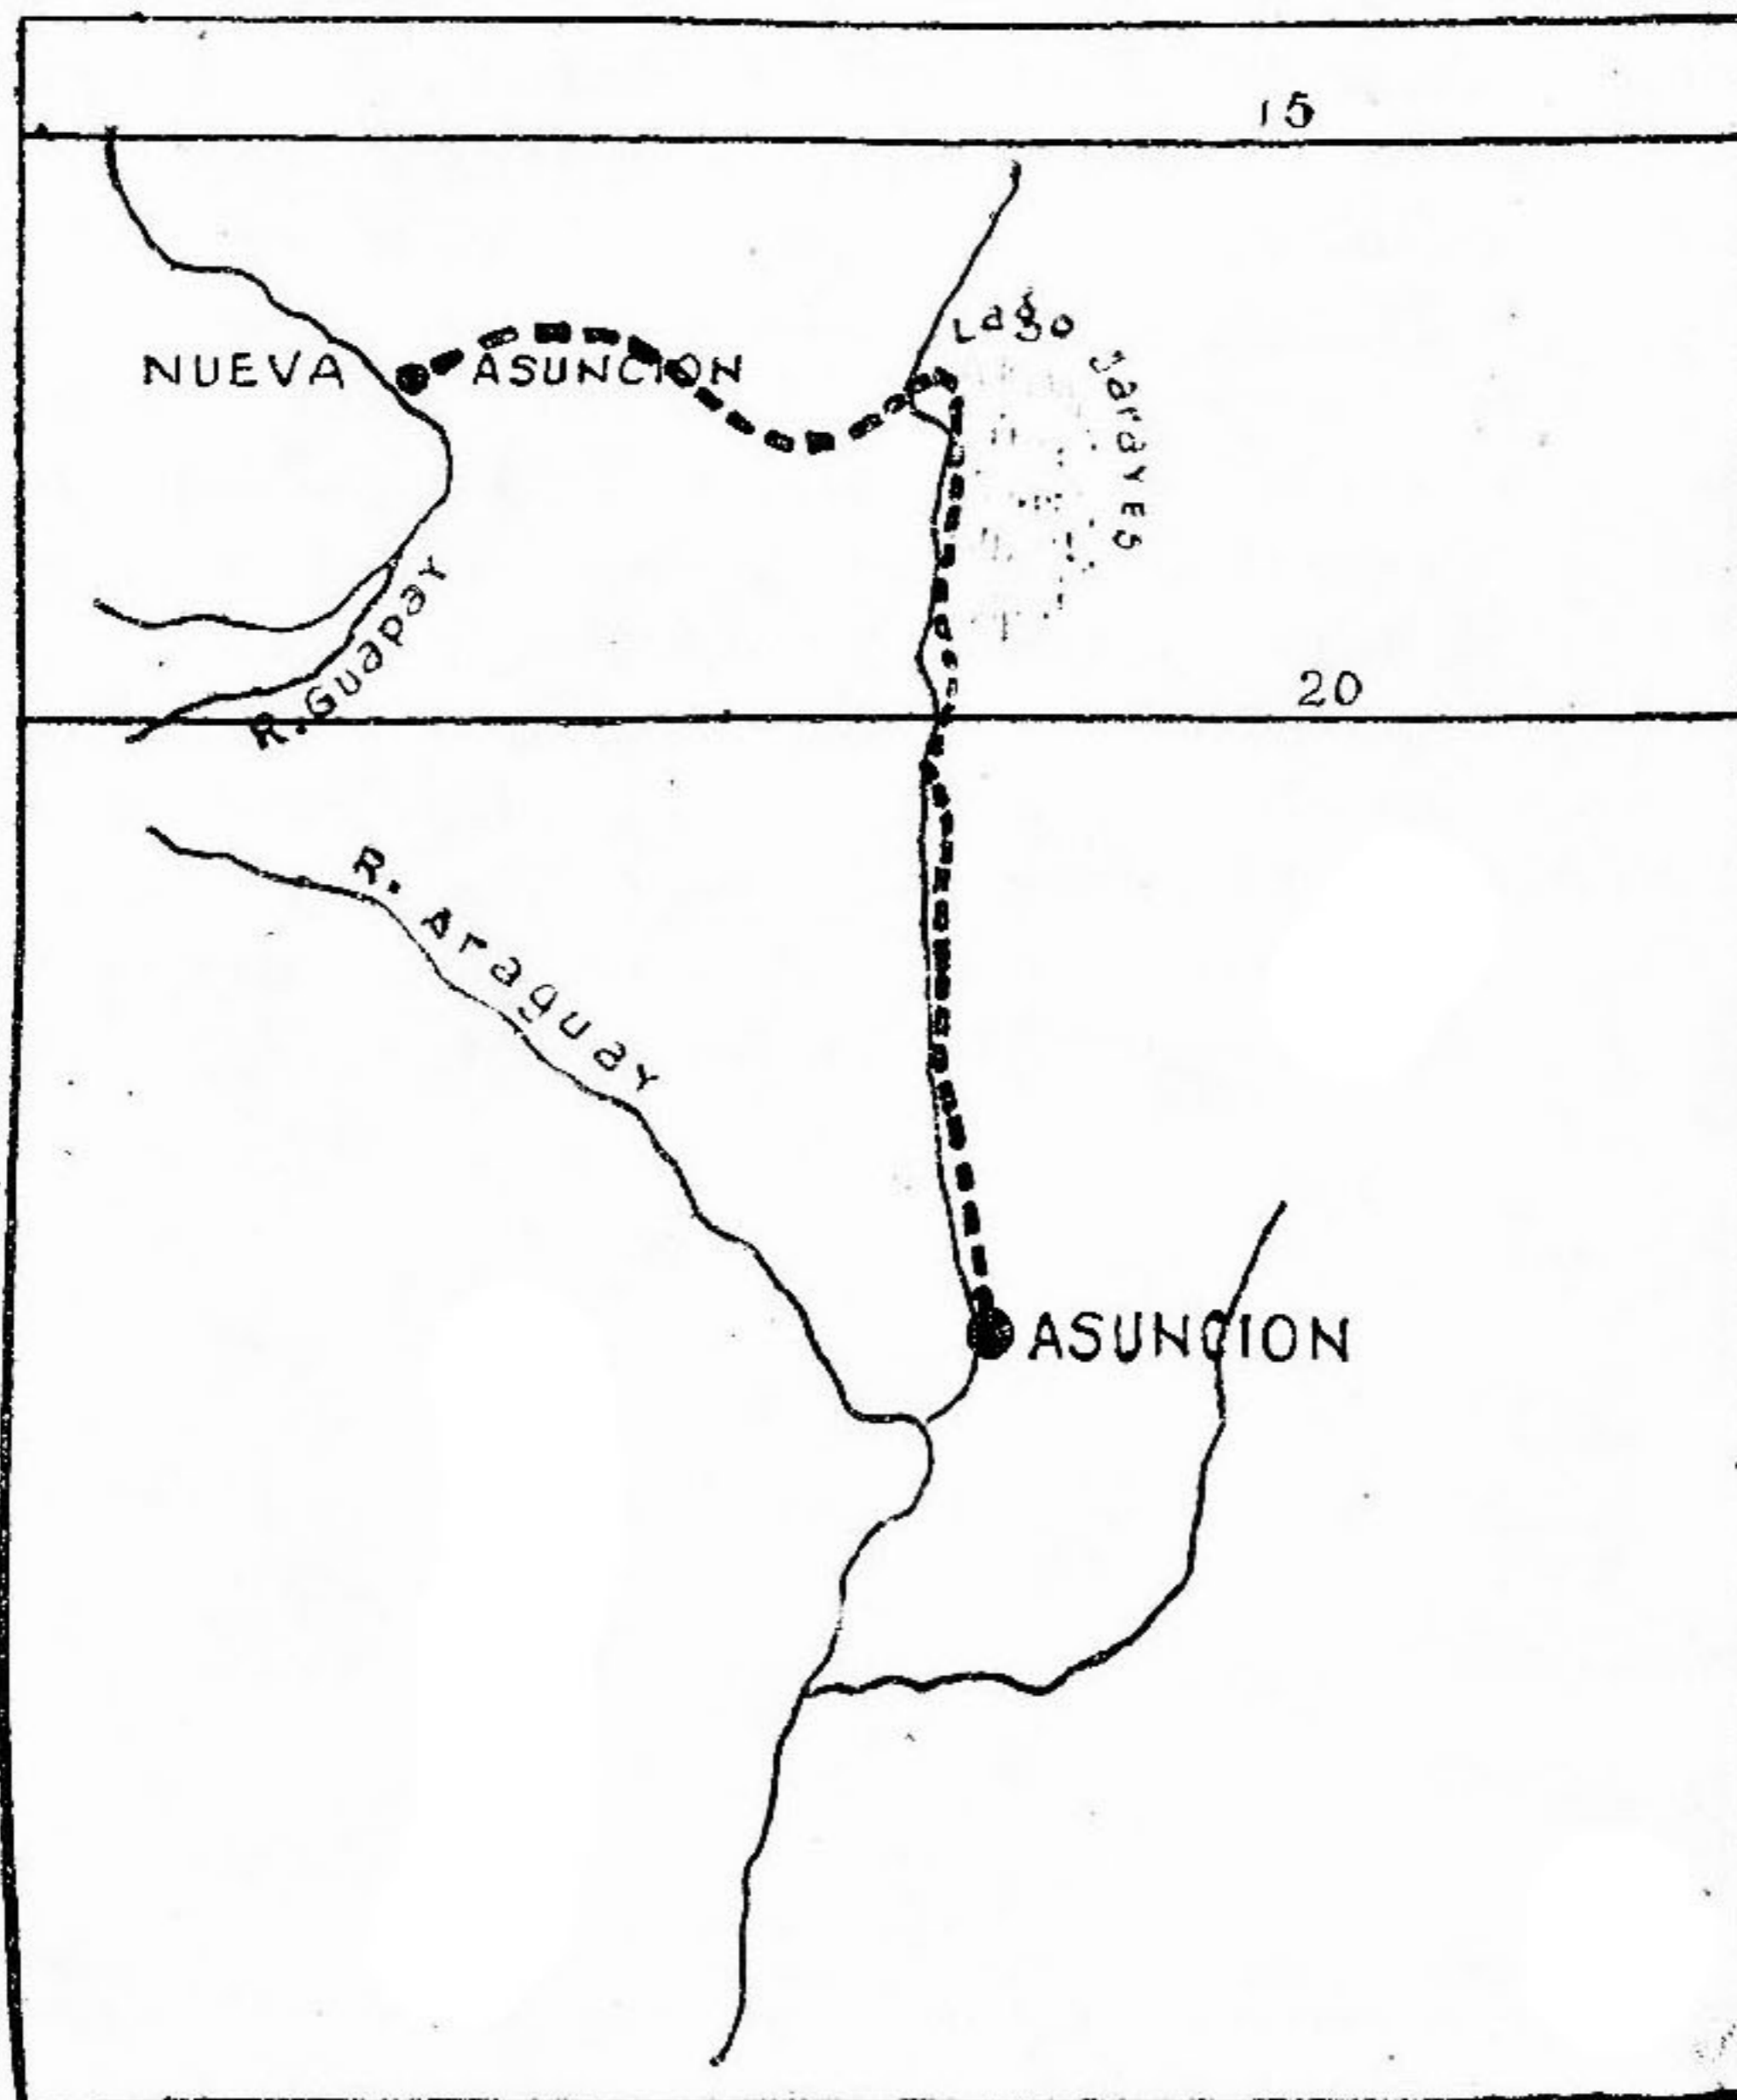 15
Lago Jarayes
NUEVA ASUNCION
20
R. Guapay
R. Araguay
ASUNCION